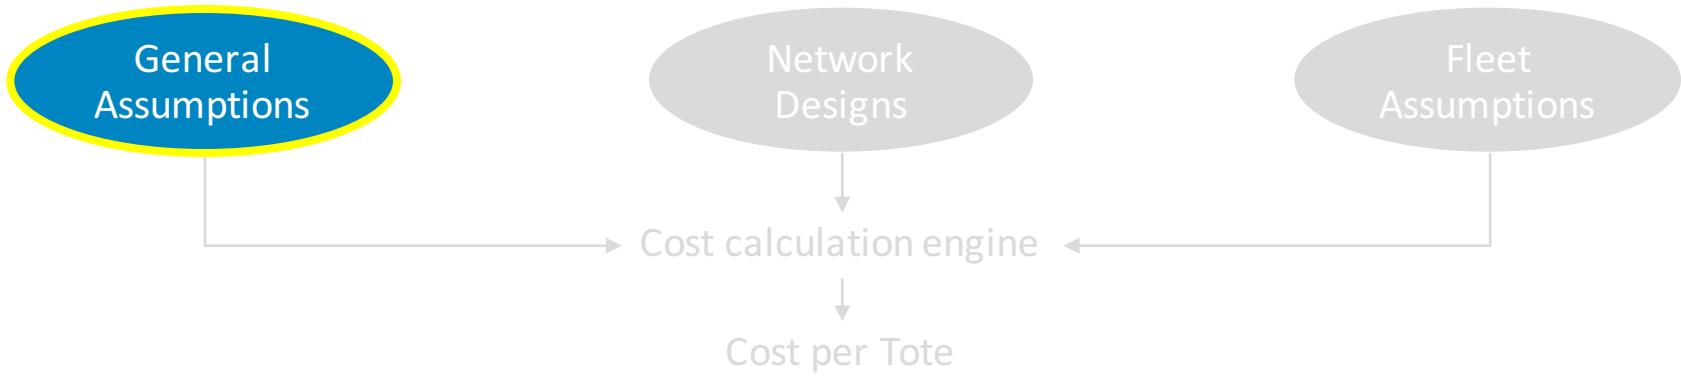 General
Assumptions
Network
Designs
Fleet
Assumptions
Cost calculation engine
Cost per Tote